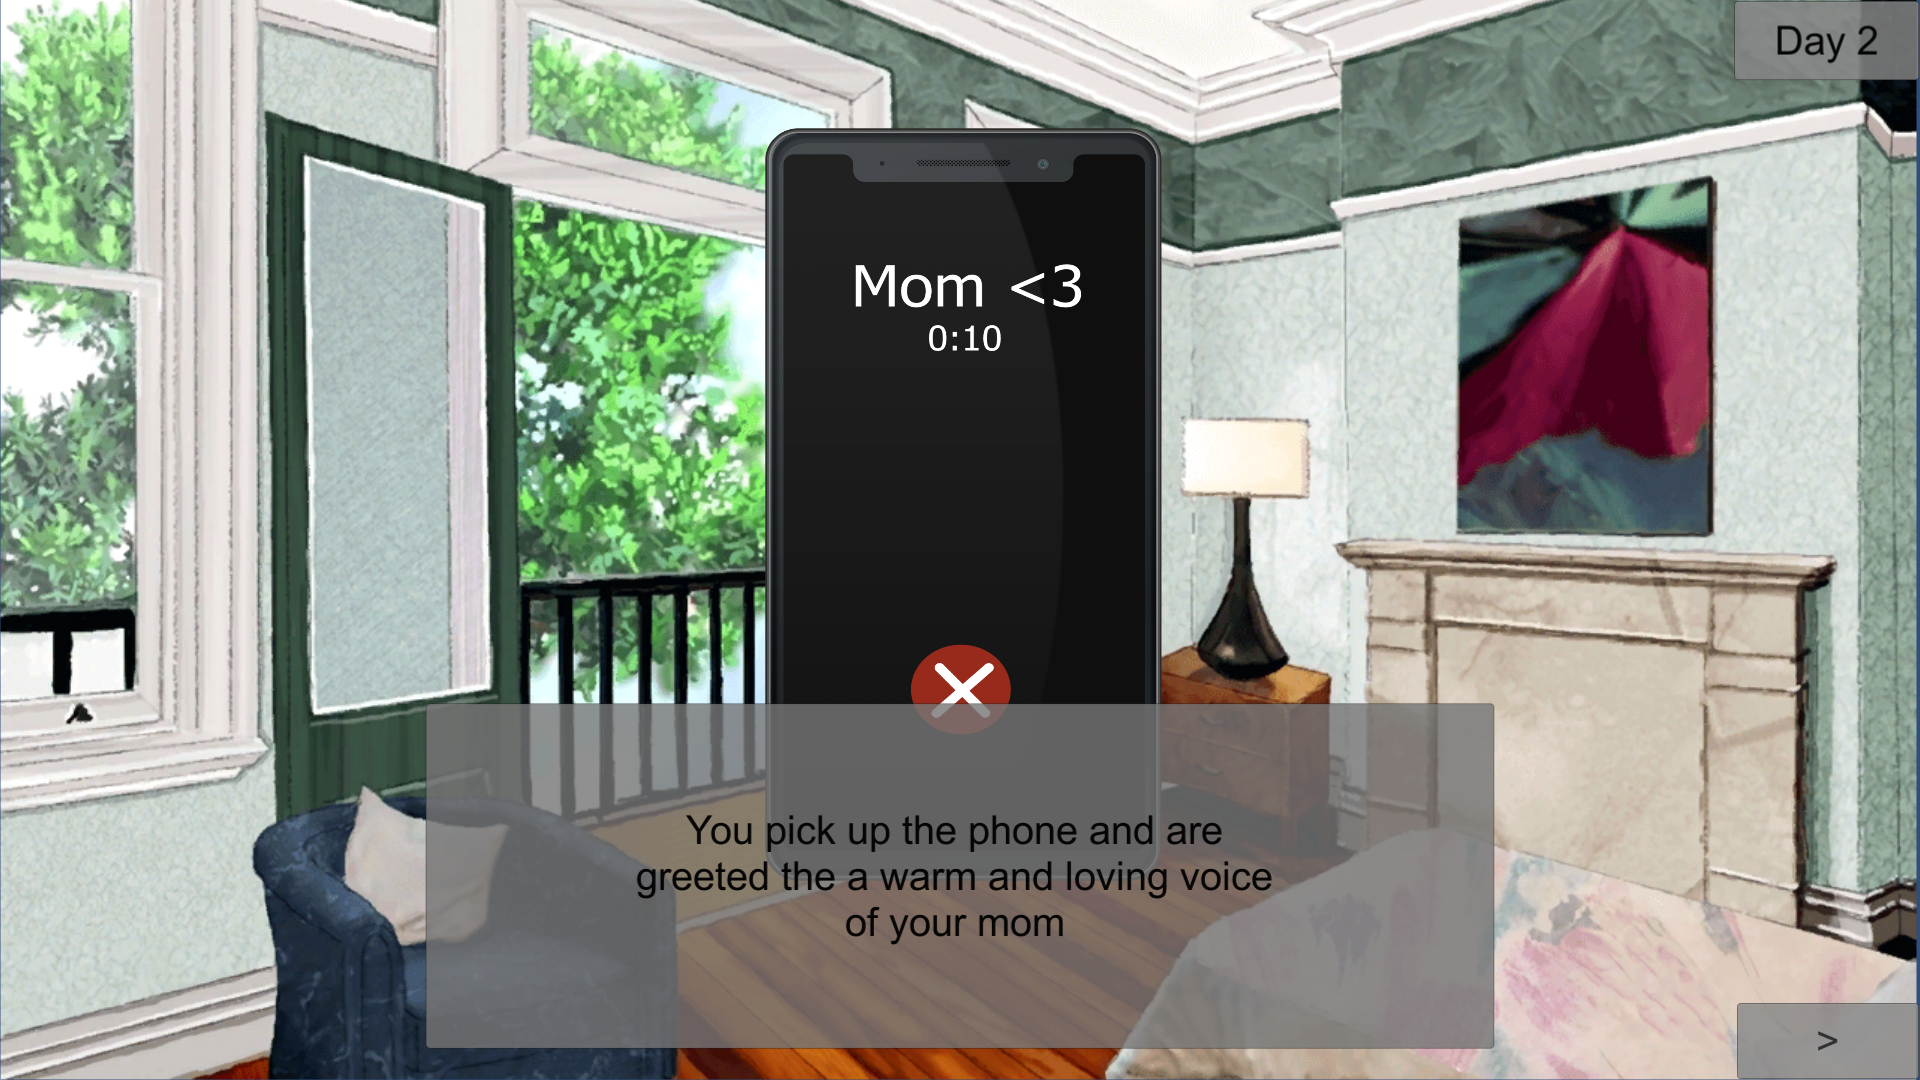 Day 2
Mom <3
0:10
You pick up the phone and are
greeted the a warm and loving voice
of your mom
>